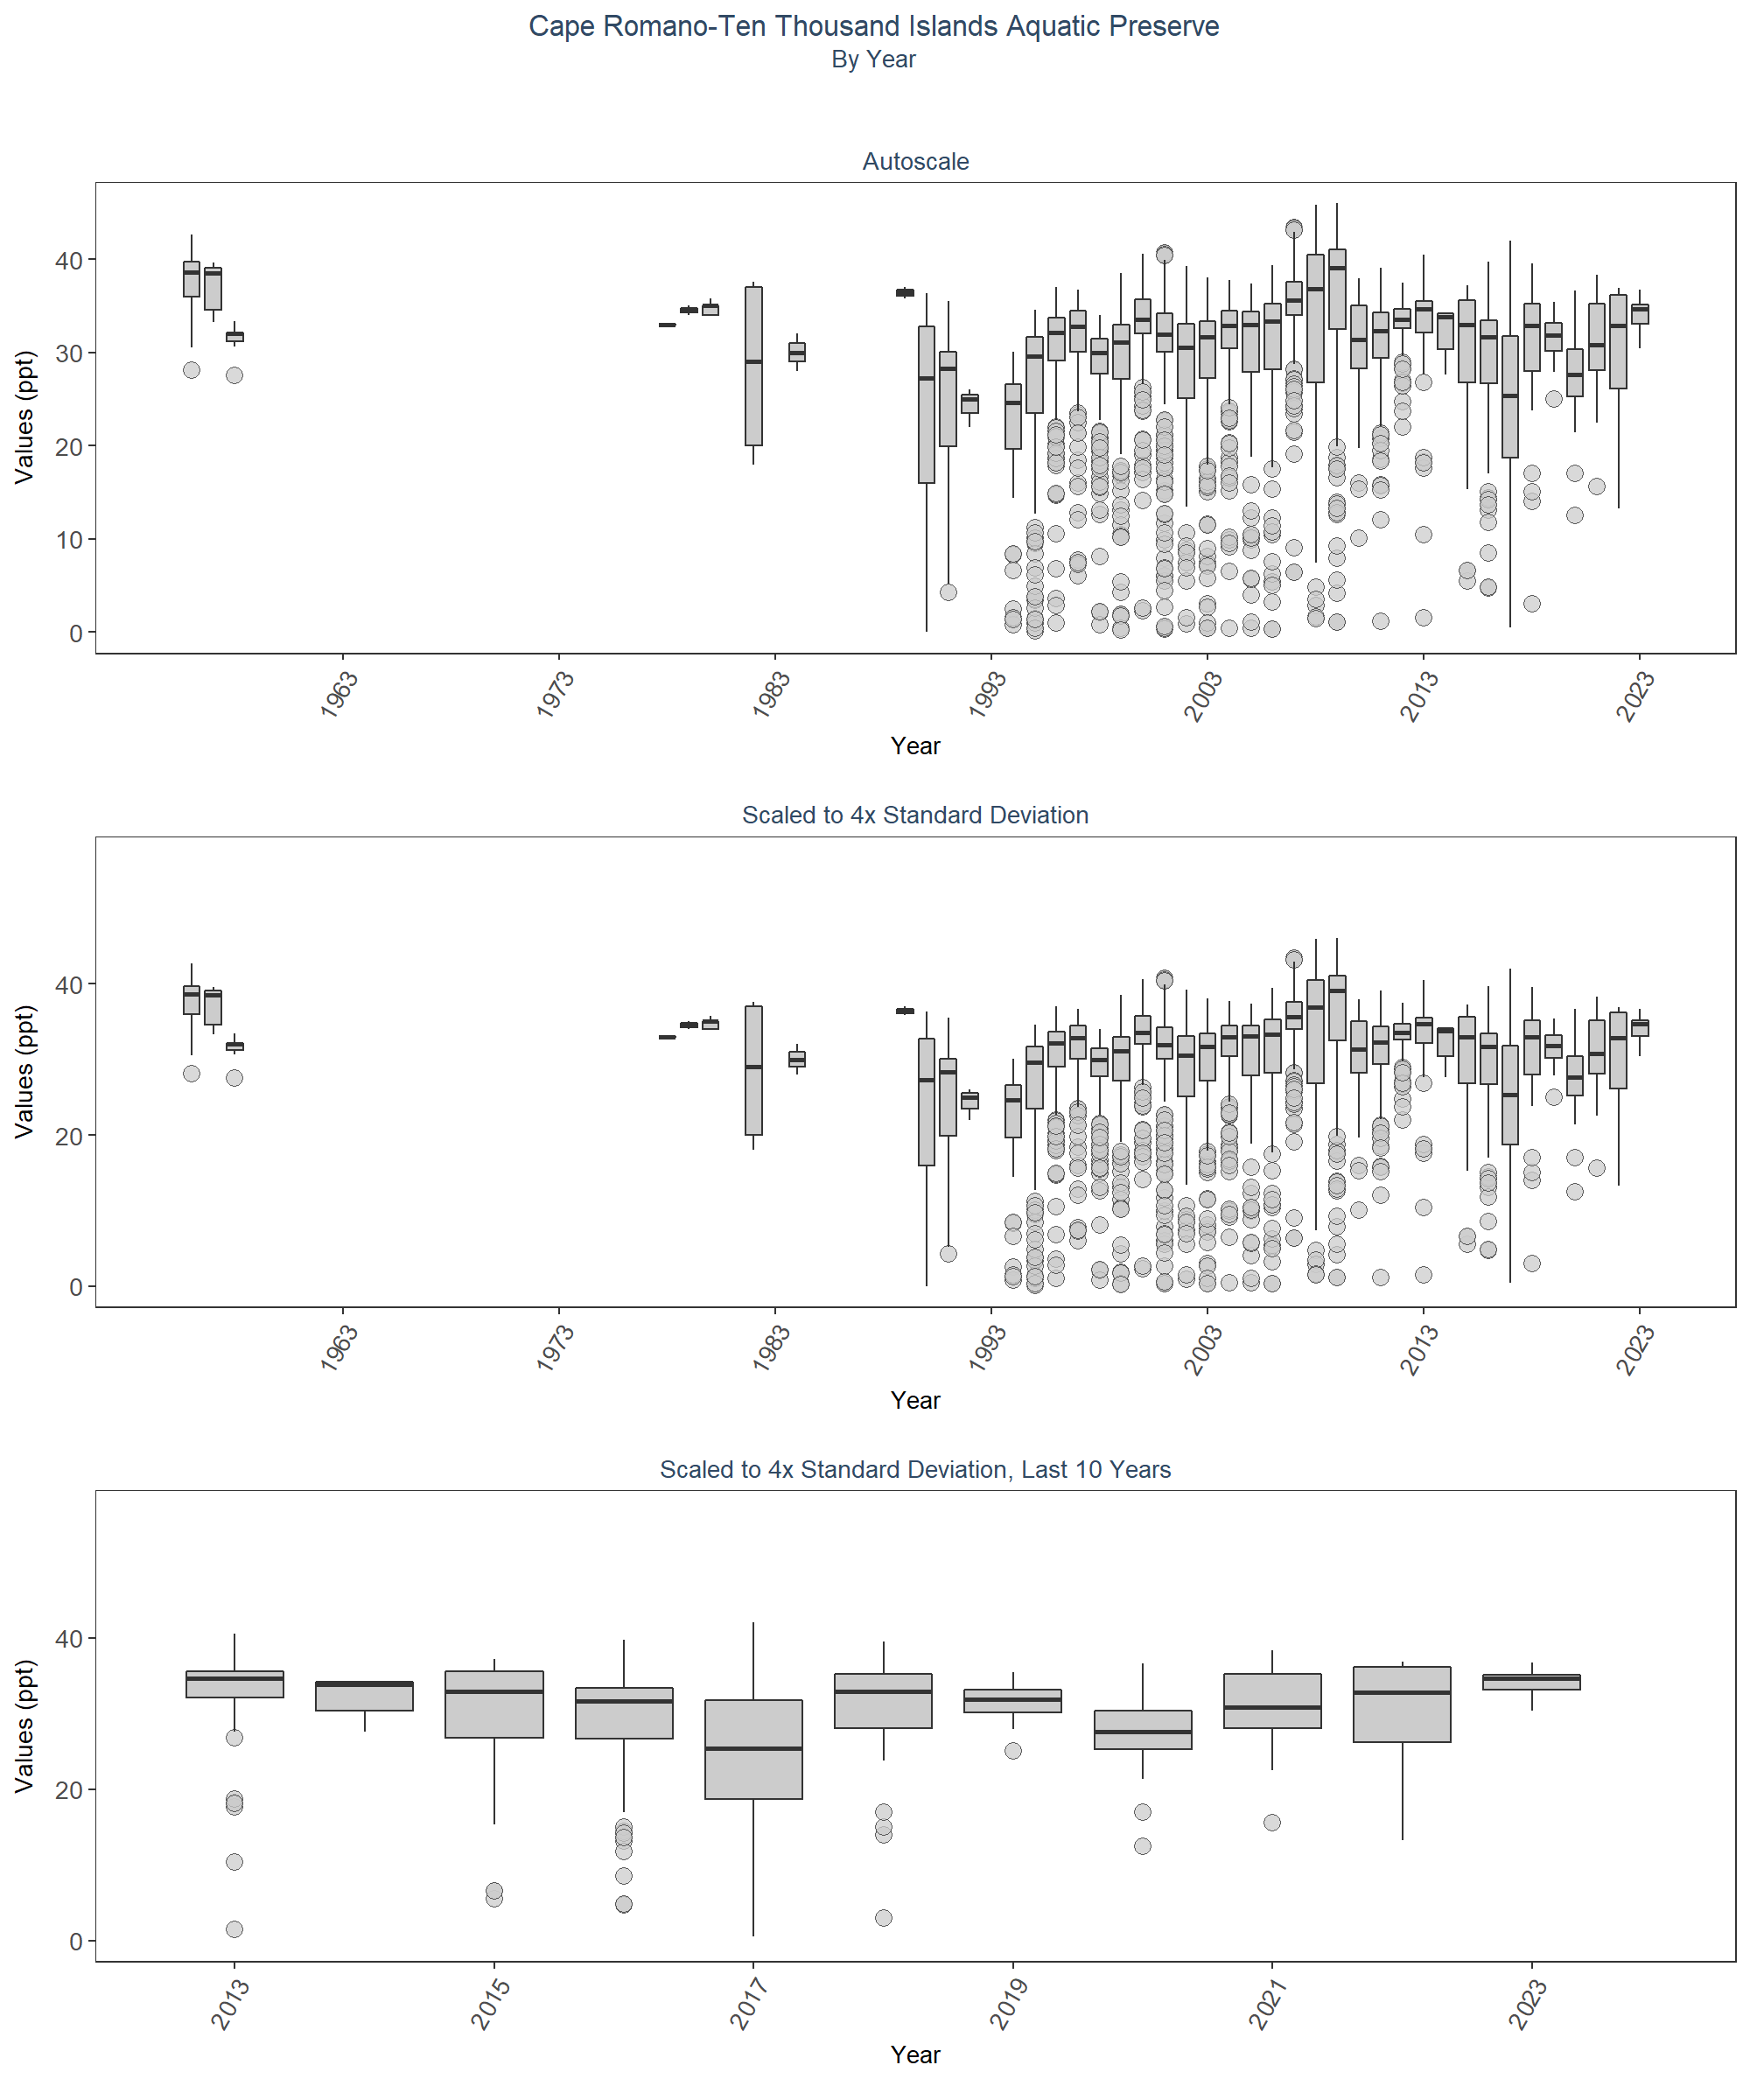 Cape Romano-Ten Thousand Islands Aquatic Preserve
By Year
Autoscale
Values (ppt)
40
30
20
10
0
1963 1973 1983 1993 2003 2013 2023
Year
Scaled to 4x Standard Deviation
Values (ppt)
40
20
0
1963 1973 1983 1993 2003 2013 2023
Year
Scaled to 4x Standard Deviation, Last 10 Years
Values (ppt)
40
20
0
2013 2015 2017 2019 2021 2023
Year